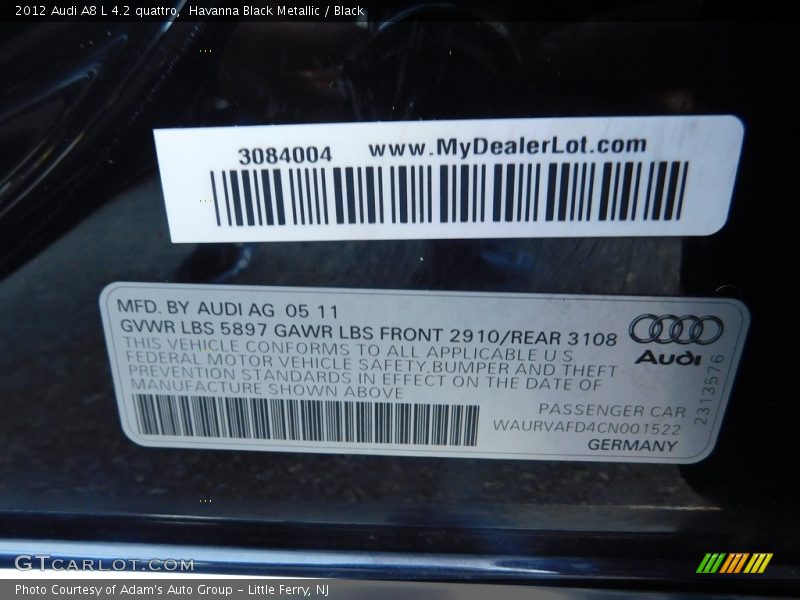 2012 Audi A8 L 4.2 quattro, Havanna Black Metallic / Black
3084004 www.MyDealerLot.com
MFD. BY AUDI AG 05 11
GVWR LBS 5897 GAWR LBS FRONT 2910/REAR 3108
THIS VEHICLE CONFORMS TO ALL APPLICABLE U S
FEDERAL MOTOR VEHICLE SAFETY,BUMPER AND THEFT
PREVENTION STANDARDS IN EFFECT ON THE DATE OF
MANUFACTURE SHOWN ABOVE
Audi
2313576
PASSENGER CAR
WAURVAFD4CN001522
GERMANY
GTCARLOT.COM
Photo Courtesy of Adam's Auto Group - Little Ferry, NJ